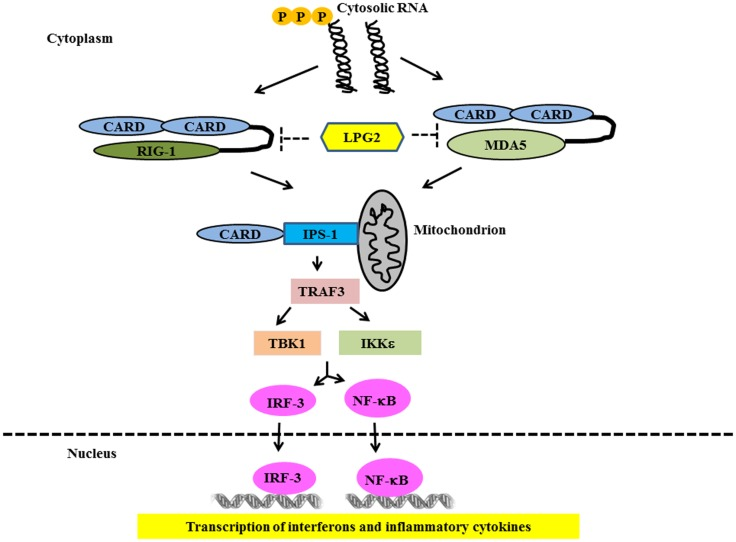 Cytosolic RNA
P P P
Cytoplasm
CARD CARD
RIG-1
LPG2
CARD CARD
MDA5
CARD
IPS-1
Mitochondrion
TRAF3
TBK1
IKKε
IRF-3
NF-κB
Nucleus
IRF-3
NF-κB
Transcription of interferons and inflammatory cytokines